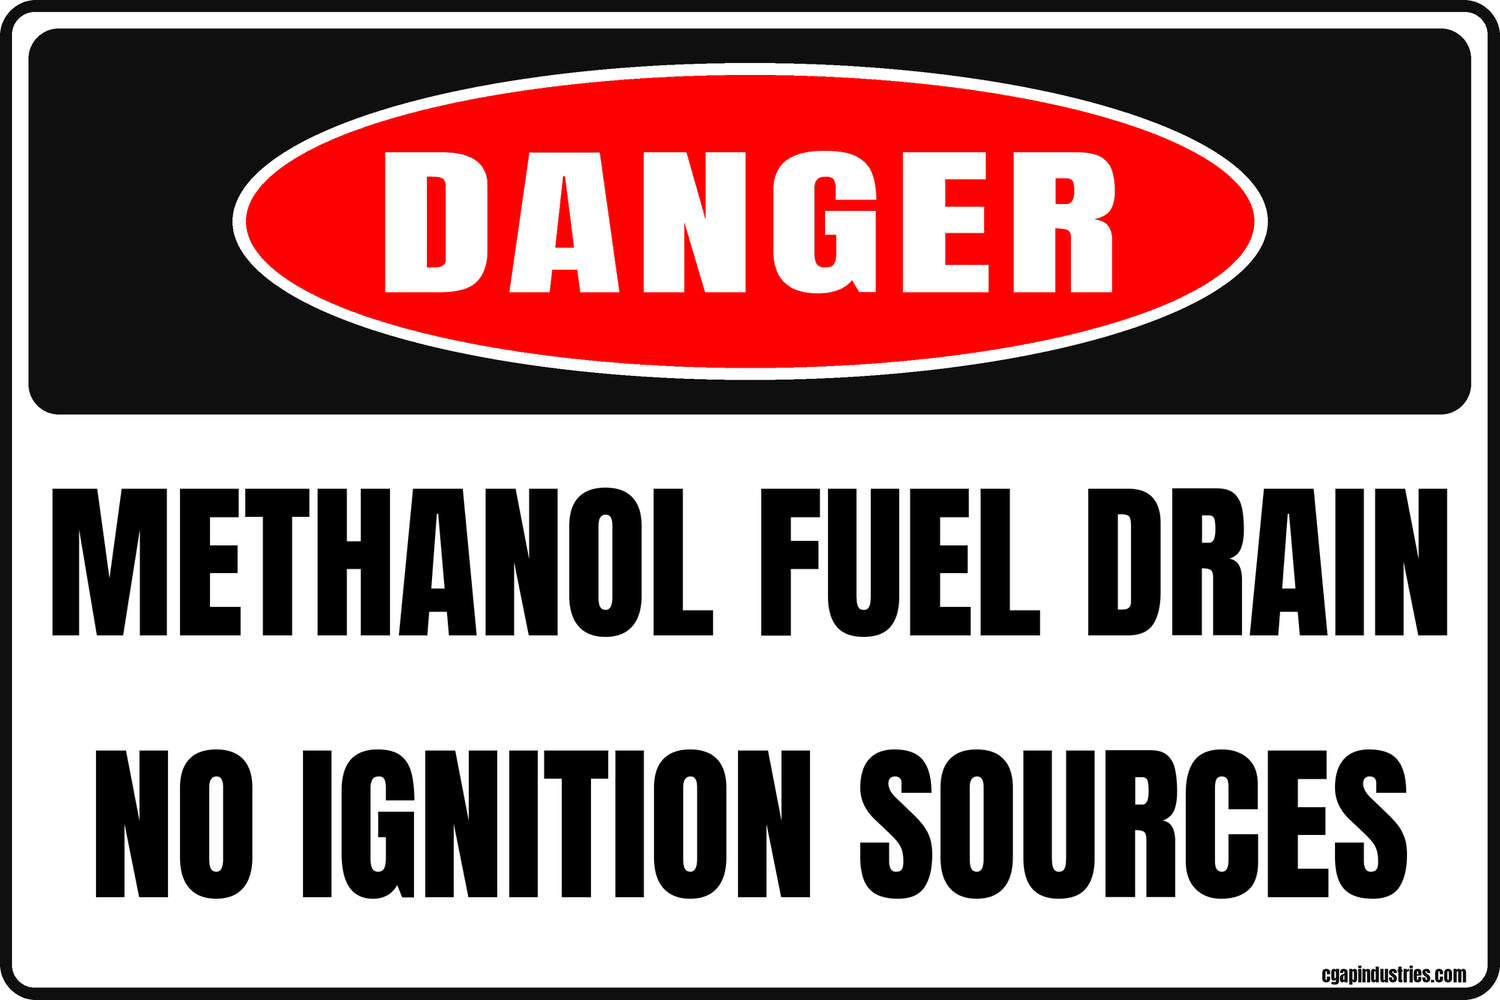 DANGER
METHANOL FUEL DRAIN
NO IGNITION SOURCES
cgapindustries.com